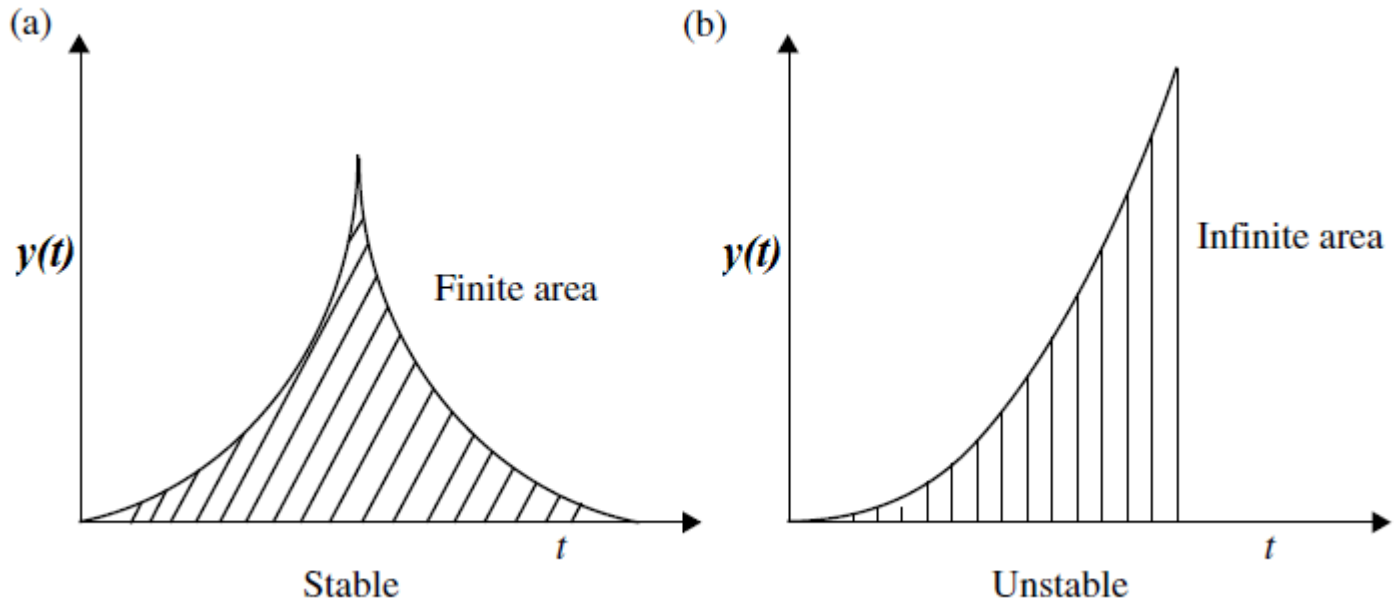 (a)
y(t)
Finite area
t
Stable
(b)
y(t)
Infinite area
t
Unstable